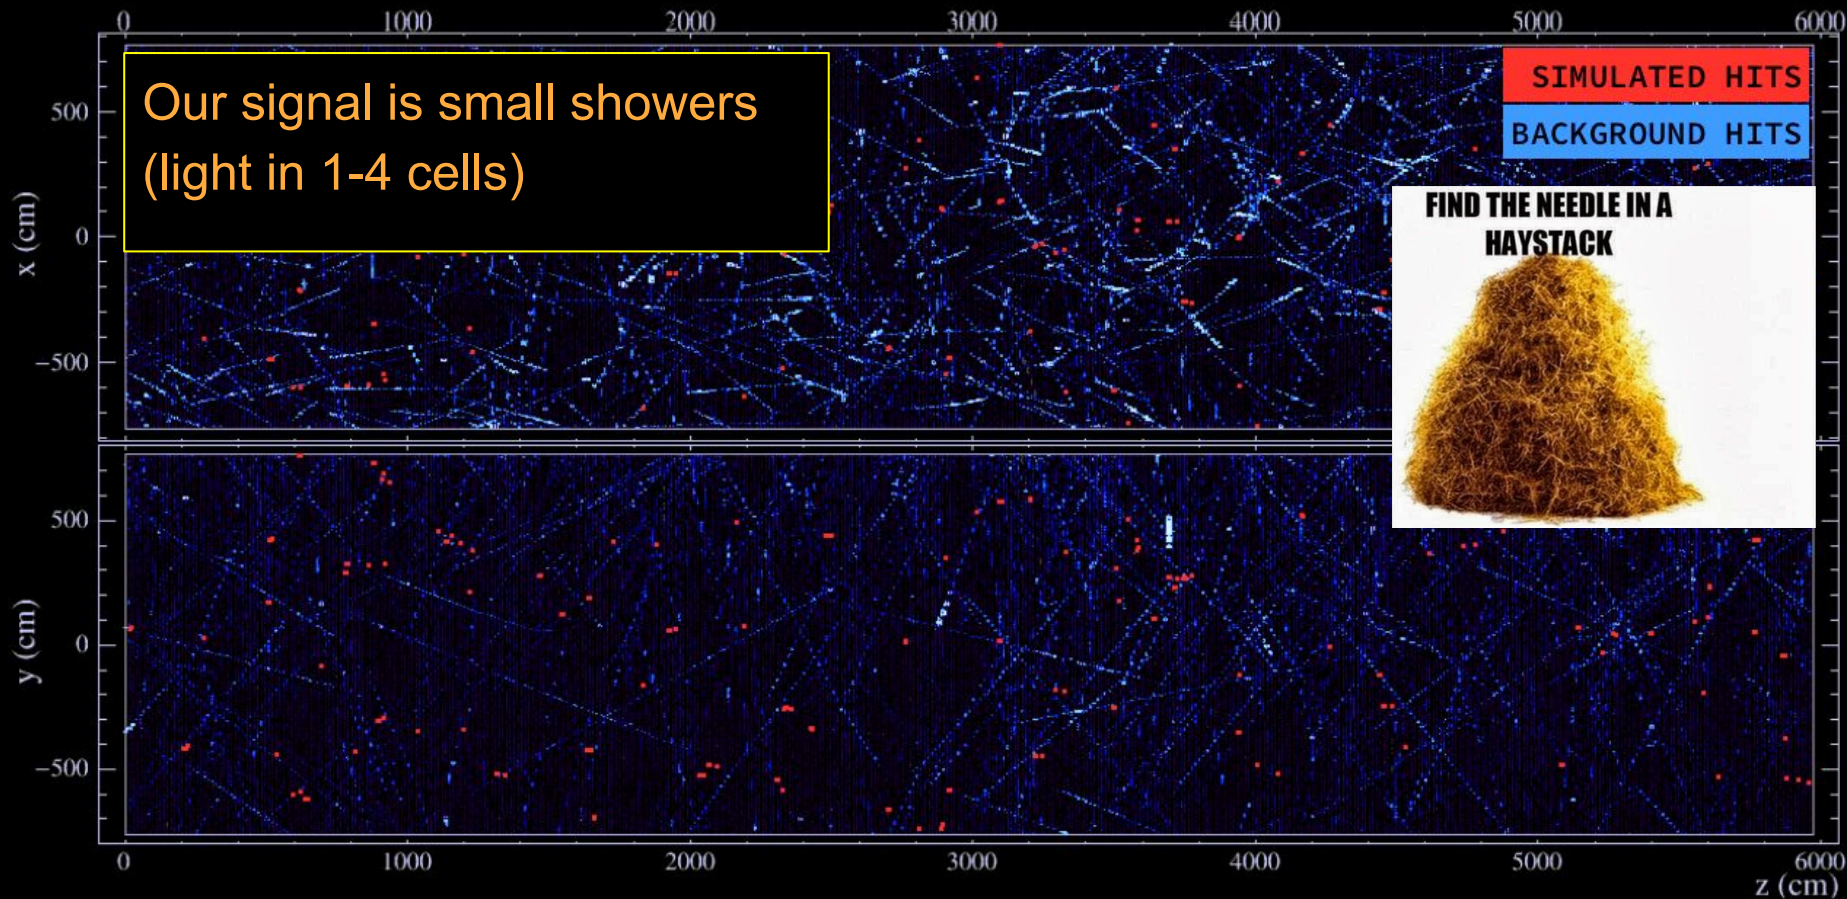 0 1000 2000 3000 4000 5000 6000
Our signal is small showers
(light in 1-4 cells)
SIMULATED HITS
BACKGROUND HITS
FIND THE NEEDLE IN A
HAYSTACK
x (cm)
500
0
−500
y (cm)
500
0
−500
0 1000 2000 3000 4000 5000 6000
z (cm)